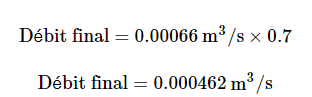 Débit final = 0.00066 m³/s × 0.7
Débit final = 0.000462 m³/s